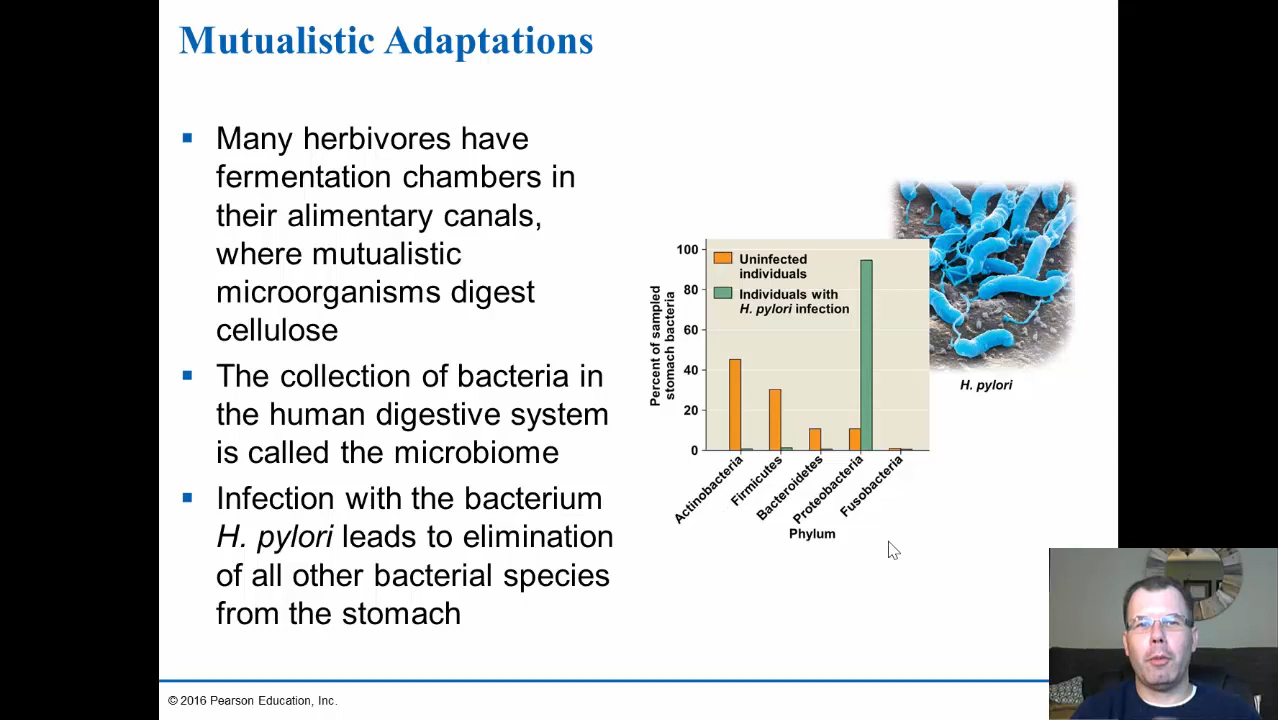 Mutualistic Adaptations
▪ Many herbivores have
fermentation chambers in
their alimentary canals,
where mutualistic
microorganisms digest
cellulose
▪ The collection of bacteria in
the human digestive system
is called the microbiome
▪ Infection with the bacterium
H. pylori leads to elimination
of all other bacterial species
from the stomach
Percent of sampled
stomach bacteria
100
80
60
40
20
0
Uninfected
individuals
Individuals with
H. pylori infection
Actinobacteria
Firmicutes
Bacteroidetes
Proteobacteria
Fusobacteria
Phylum
H. pylori
© 2016 Pearson Education, Inc.